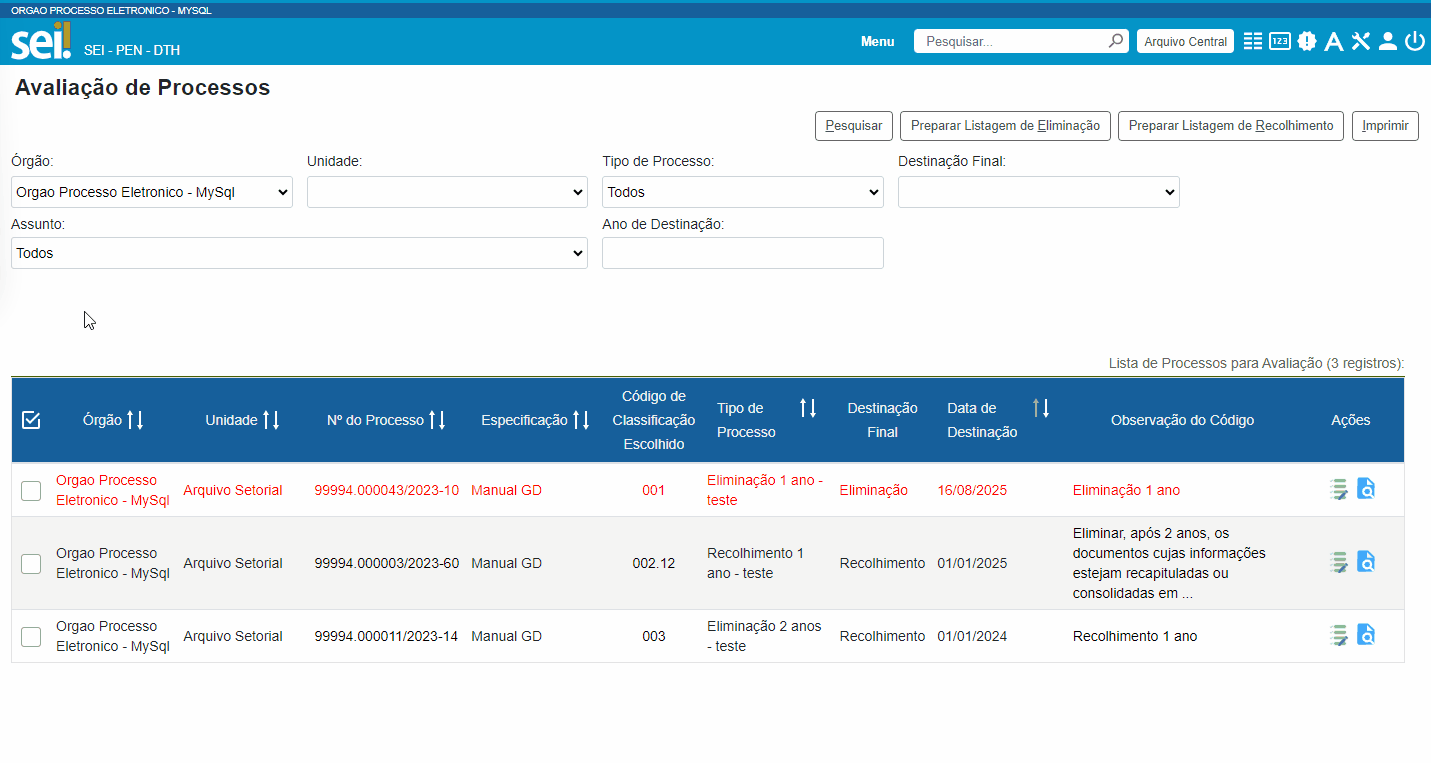 ORGAO PROCESSO ELETRONICO - MYSQL
sei! SEI - PEN - DTH Menu Pesquisar... Arquivo Central 123
Avaliação de Processos
Pesquisar Preparar Listagem de Eliminação Preparar Listagem de Recolhimento Imprimir
Órgão: Unidade: Tipo de Processo: Destinação Final:
Orgao Processo Eletronico - MySql Todos
Assunto: Ano de Destinação:
Todos
Lista de Processos para Avaliação (3 registros):
Órgão Unidade Nº do Processo Especificação Código de Classificação Escolhido Tipo de Processo Destinação Final Data de Destinação Observação do Código Ações
Orgao Processo Eletronico - MySql Arquivo Setorial 99994.000043/2023-10 Manual GD 001 Eliminação 1 ano - teste Eliminação 16/08/2025 Eliminação 1 ano
Orgao Processo Eletronico - MySql Arquivo Setorial 99994.000003/2023-60 Manual GD 002.12 Recolhimento 1 ano - teste Recolhimento 01/01/2025 Eliminar, após 2 anos, os documentos cujas informações estejam recapituladas ou consolidadas em ...
Orgao Processo Eletronico - MySql Arquivo Setorial 99994.000011/2023-14 Manual GD 003 Eliminação 2 anos - teste Recolhimento 01/01/2024 Recolhimento 1 ano